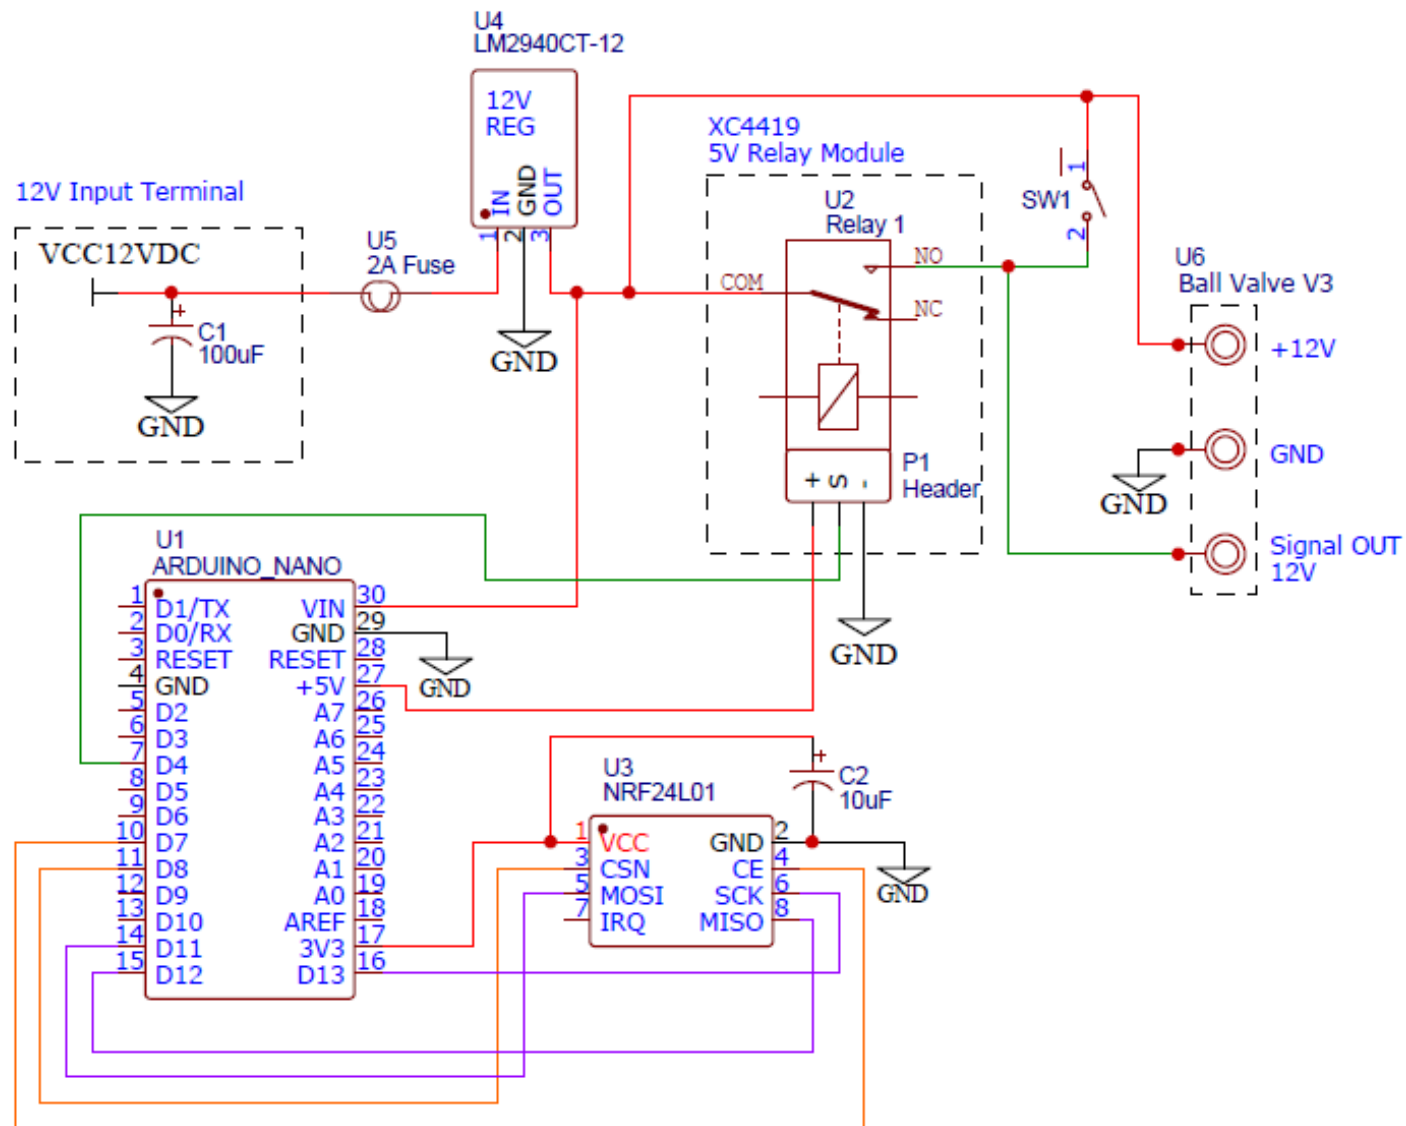 U4
LM2940CT-12
12V
REG
IN
GND
OUT
1
2
3
12V Input Terminal
VCC12VDC
U5
2A Fuse
+
C1
100uF
GND
GND
XC4419
5V Relay Module
U2
Relay 1
COM
NO
NC
P1
Header
+ S -
GND
1
SW1
2
U6
Ball Valve V3
+12V
GND
GND
Signal OUT
12V
U1
ARDUINO_NANO
1 D1/TX VIN 30
2 D0/RX GND 29
3 RESET RESET 28
4 GND +5V 27
5 D2 A7 26
6 D3 A6 25
7 D4 A5 24
8 D5 A4 23
9 D6 A3 22
10 D7 A2 21
11 D8 A1 20
12 D9 A0 19
13 D10 AREF 18
14 D11 3V3 17
15 D12 D13 16
GND
U3
NRF24L01
1 VCC GND 2
3 CSN CE 4
5 MOSI SCK 6
7 IRQ MISO 8
+
C2
10uF
GND